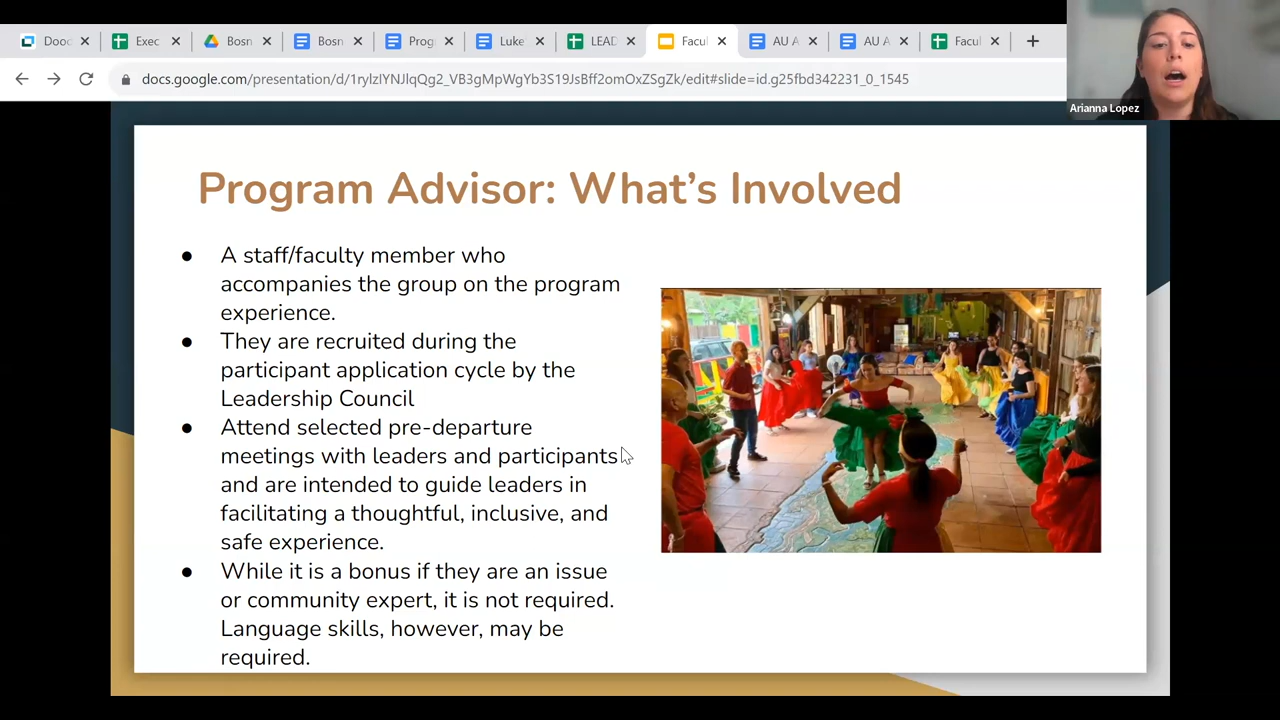 Dooc
Exec
Bosn
Bosn
Prog
Luke
LEAD
Facul
AU A
AU A
Facul
docs.google.com/presentation/d/1rylzlYNJlqQg2_VB3gMpWgYb3S19JsBff2omOxZSgZk/edit#slide=id.g25fbd342231_0_1545
Arianna Lopez
Program Advisor: What's Involved
● A staff/faculty member who
accompanies the group on the program
experience.
● They are recruited during the
participant application cycle by the
Leadership Council
● Attend selected pre-departure
meetings with leaders and participants
and are intended to guide leaders in
facilitating a thoughtful, inclusive, and
safe experience.
● While it is a bonus if they are an issue
or community expert, it is not required.
Language skills, however, may be
required.